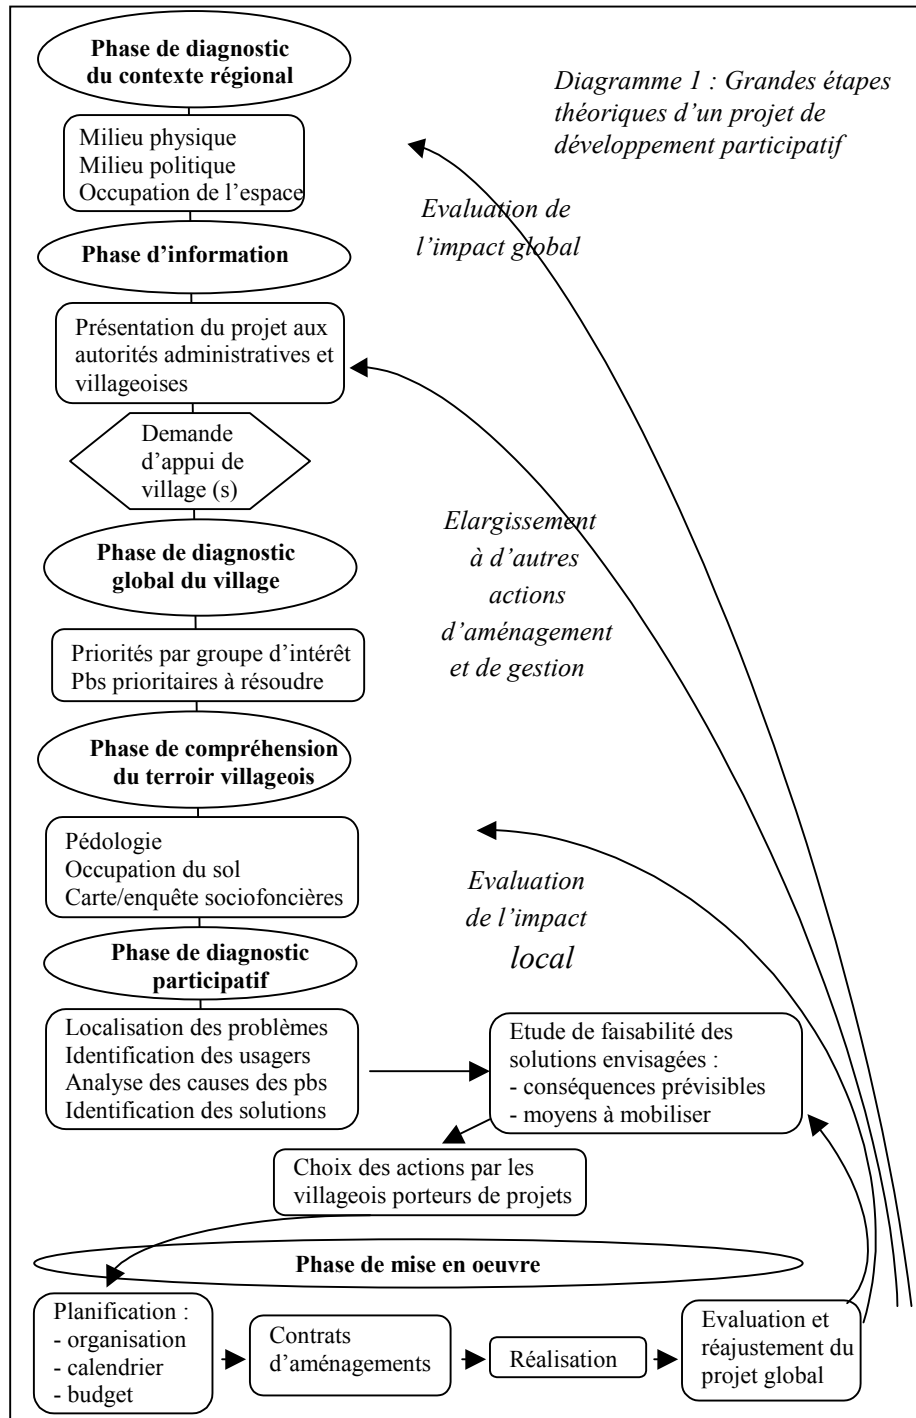 Phase de diagnostic
du contexte régional
Diagramme 1 : Grandes étapes
théoriques d'un projet de
développement participatif
Milieu physique
Milieu politique
Occupation de l'espace
Evaluation de
l'impact global
Phase d'information
Présentation du projet aux
autorités administratives et
villageoises
Demande
d'appui de
village (s)
Elargissement
à d'autres
actions
d'aménagement
et de gestion
Phase de diagnostic
global du village
Priorités par groupe d'intérêt
Pbs prioritaires à résoudre
Phase de compréhension
du terroir villageois
Pédologie
Occupation du sol
Carte/enquête sociofoncières
Evaluation
de l'impact
local
Phase de diagnostic
participatif
Localisation des problèmes
Identification des usagers
Analyse des causes des pbs
Identification des solutions
Etude de faisabilité des
solutions envisagées :
- conséquences prévisibles
- moyens à mobiliser
Choix des actions par les
villageois porteurs de projets
Phase de mise en oeuvre
Planification :
- organisation
- calendrier
- budget
Contrats
d'aménagements
Réalisation
Evaluation et
réajustement du
projet global